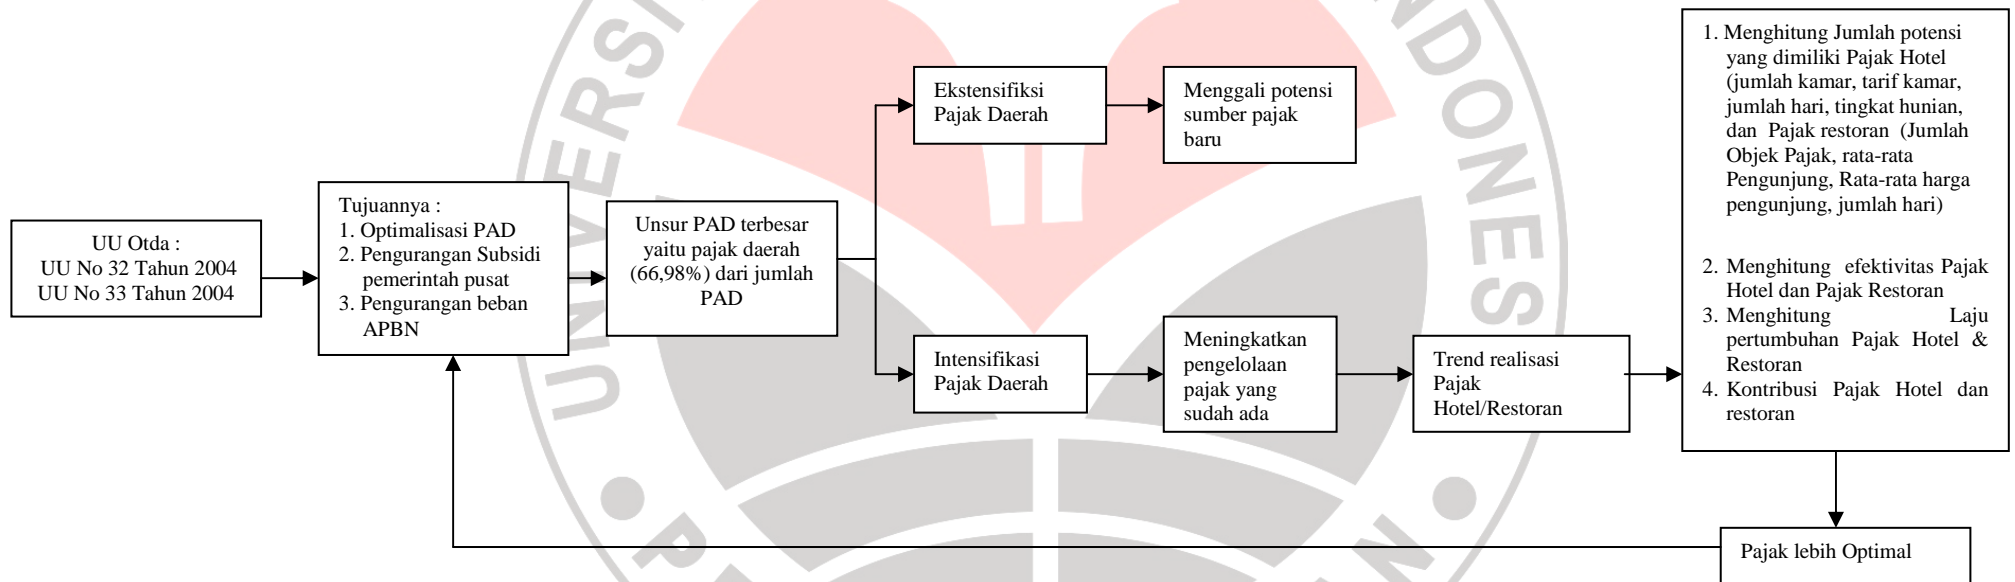 UU Otda :
UU No 32 Tahun 2004
UU No 33 Tahun 2004
Tujuannya :
1. Optimalisasi PAD
2. Pengurangan Subsidi
pemerintah pusat
3. Pengurangan beban
APBN
Unsur PAD terbesar
yaitu pajak daerah
(66,98%) dari jumlah
PAD
Ekstensifiksi
Pajak Daerah
Menggali potensi
sumber pajak
baru
Intensifikasi
Pajak Daerah
Meningkatkan
pengelolaan
pajak yang
sudah ada
Trend realisasi
Pajak
Hotel/Restoran
1. Menghitung Jumlah potensi
yang dimiliki Pajak Hotel
(jumlah kamar, tarif kamar,
jumlah hari, tingkat hunian,
dan Pajak restoran (Jumlah
Objek Pajak, rata-rata
Pengunjung, Rata-rata harga
pengunjung, jumlah hari)
2. Menghitung efektivitas Pajak
Hotel dan Pajak Restoran
3. Menghitung Laju
pertumbuhan Pajak Hotel &
Restoran
4. Kontribusi Pajak Hotel dan
restoran
Pajak lebih Optimal